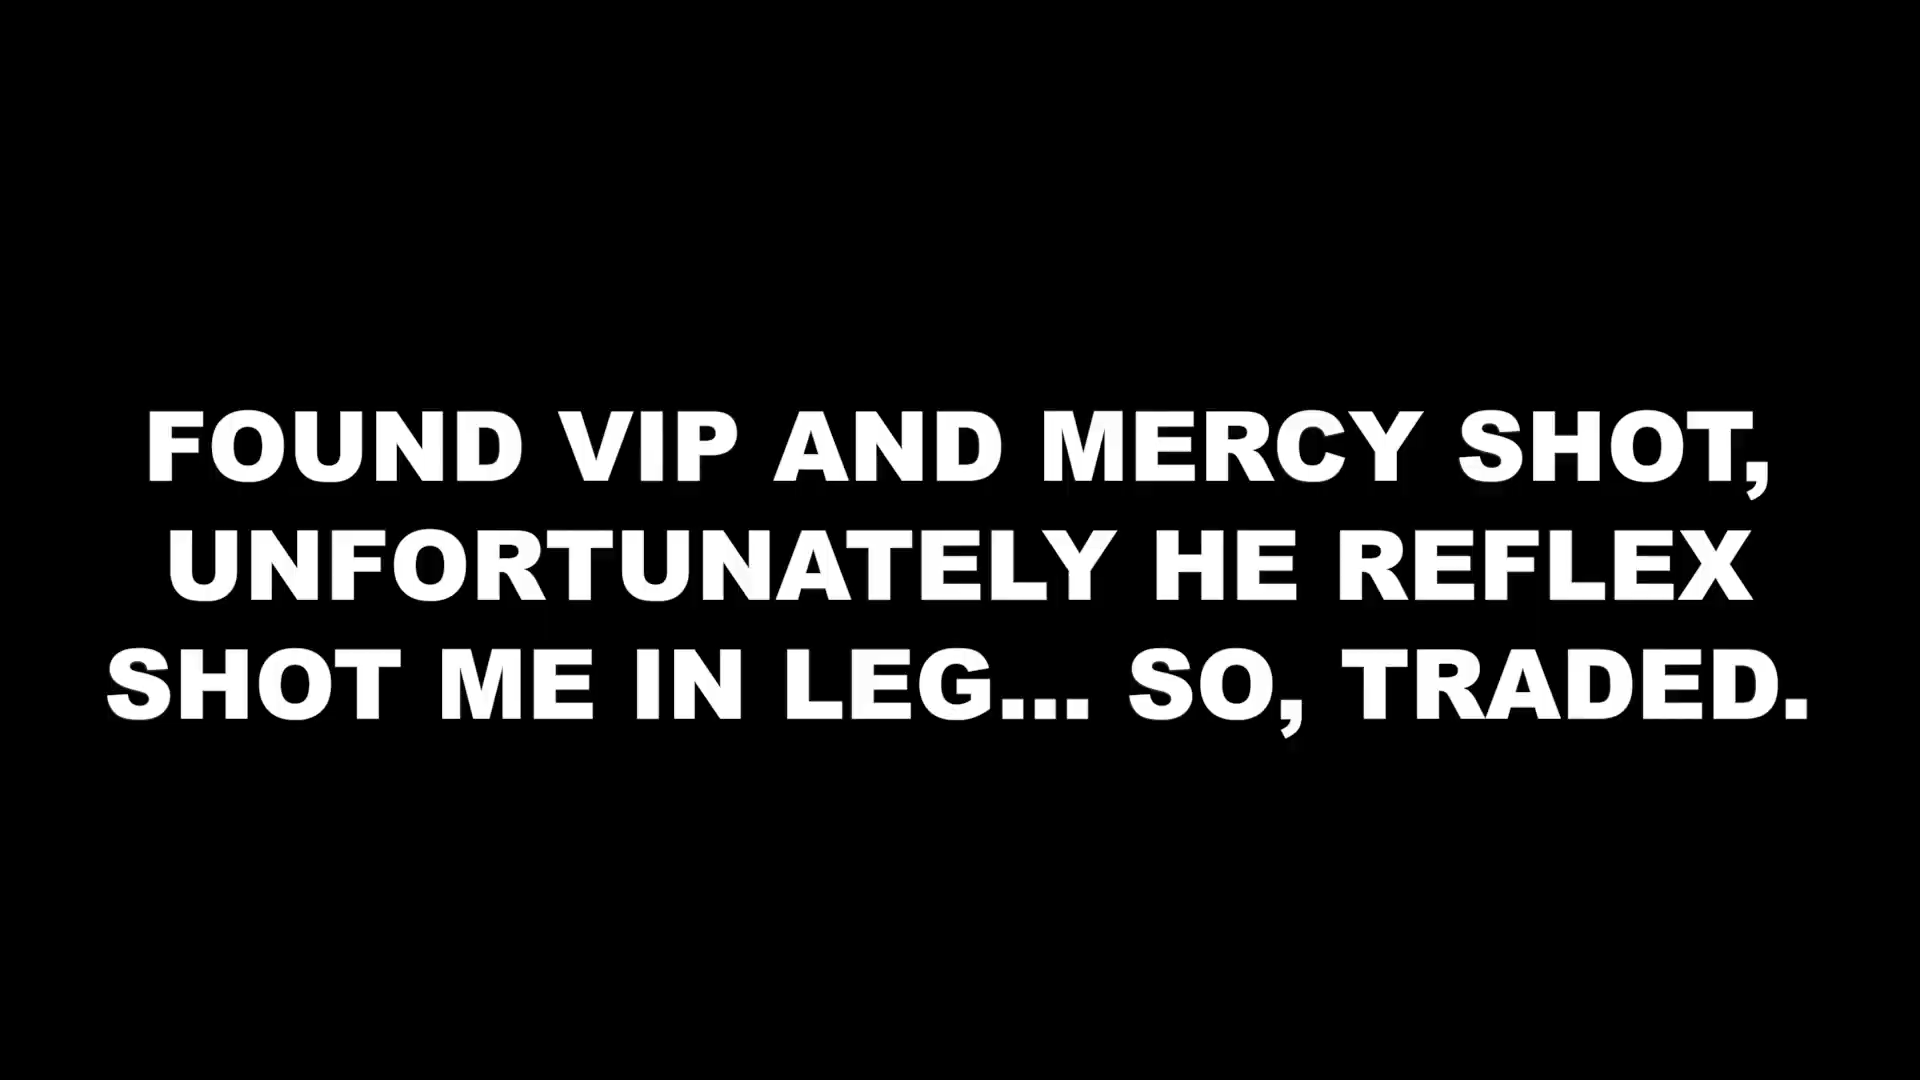 FOUND VIP AND MERCY SHOT,
UNFORTUNATELY HE REFLEX
SHOT ME IN LEG... SO, TRADED.